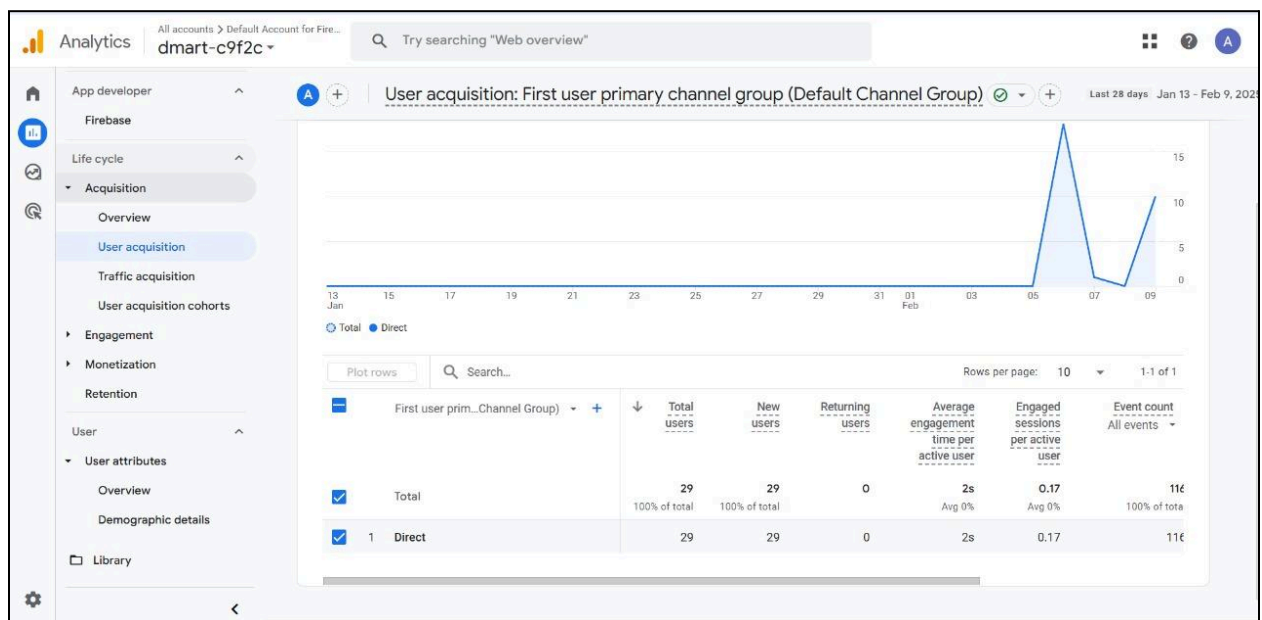 All accounts > Default Account for Fire...
Analytics
dmart-c9f2c
Try searching "Web overview"
A
App developer
Firebase
Life cycle
Acquisition
Overview
User acquisition
Traffic acquisition
User acquisition cohorts
Engagement
Monetization
Retention
User
User attributes
Overview
Demographic details
Library
A
User acquisition: First user primary channel group (Default Channel Group)
Last 28 days Jan 13 - Feb 9, 2025
15
10
5
0
13 Jan 15 17 19 21 23 25 27 29 31 01 Feb 03 05 07 09
Total Direct
Plot rows
Search...
Rows per page: 10
1-1 of 1
First user prim...Channel Group)
Total users
New users
Returning users
Average engagement time per active user
Engaged sessions per active user
Event count
All events
Total 29 29 0 2s 0.17 116
100% of total 100% of total Avg 0% Avg 0% 100% of tota
1 Direct 29 29 0 2s 0.17 116